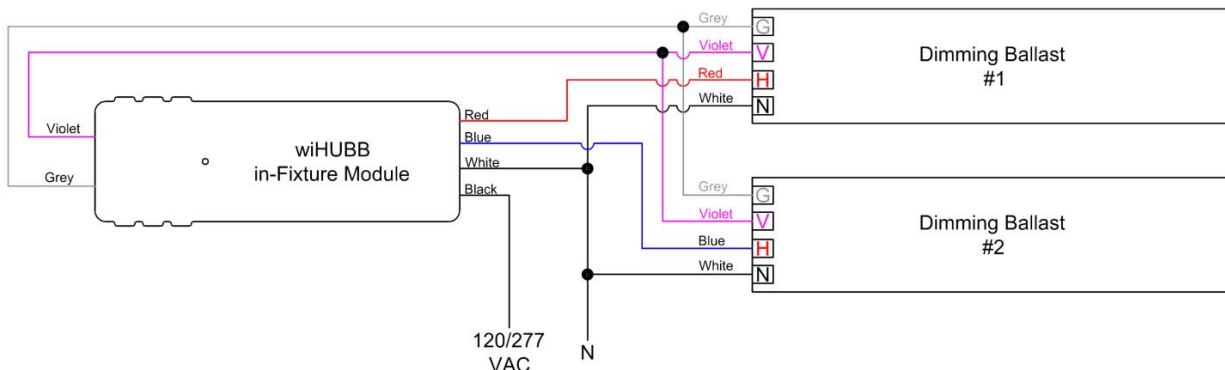 Grey
G
Violet
V
Dimming Ballast
#1
Red
H
White
N
Violet
Grey
wiHUBB
in-Fixture Module
Red
Blue
White
Black
Grey
G
Violet
V
Dimming Ballast
#2
Blue
H
White
N
120/277
VAC
N